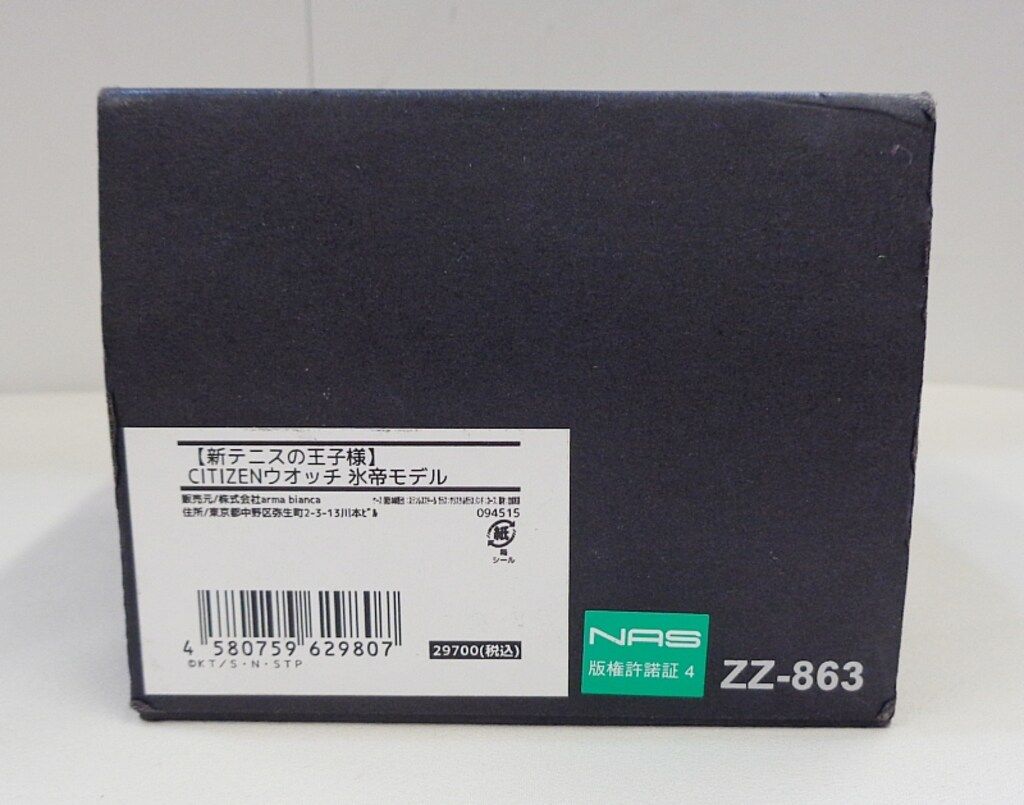 【新テニスの王子様】
CITIZENウオッチ 氷帝モデル
販売元/株式会社arma bianca
住所/東京都中野区弥生町2-3-13川本ビル
094515
紙
箱
シール
4 580759 629807
©KT/S・N・STP
29700(税込)
NAS
版権許諾証 4
ZZ-863